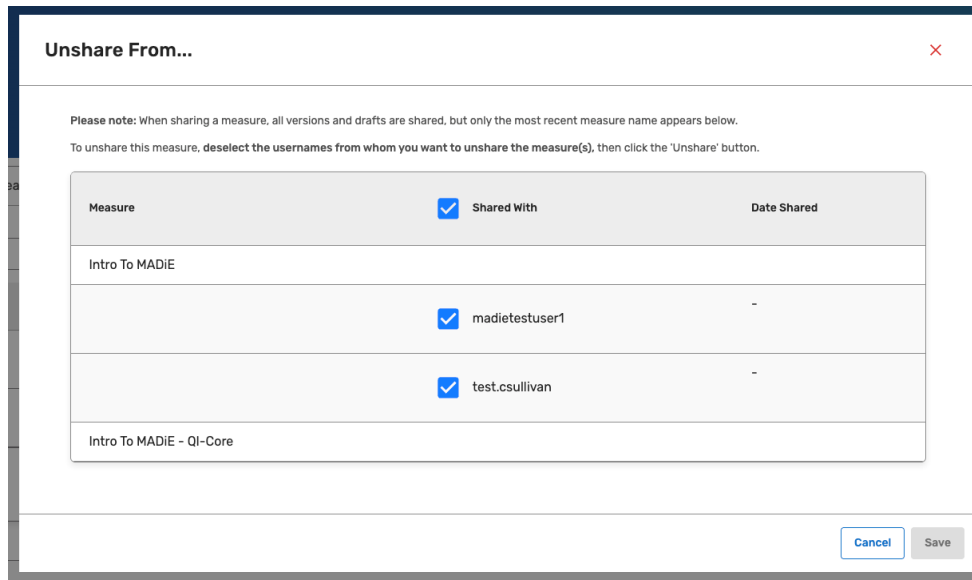 Unshare From...
Please note: When sharing a measure, all versions and drafts are shared, but only the most recent measure name appears below.
To unshare this measure, deselect the usernames from whom you want to unshare the measure(s), then click the 'Unshare' button.
Measure Shared With Date Shared
Intro To MADiE
madietestuser1 -
test.csullivan -
Intro To MADiE - QI-Core
Cancel Save